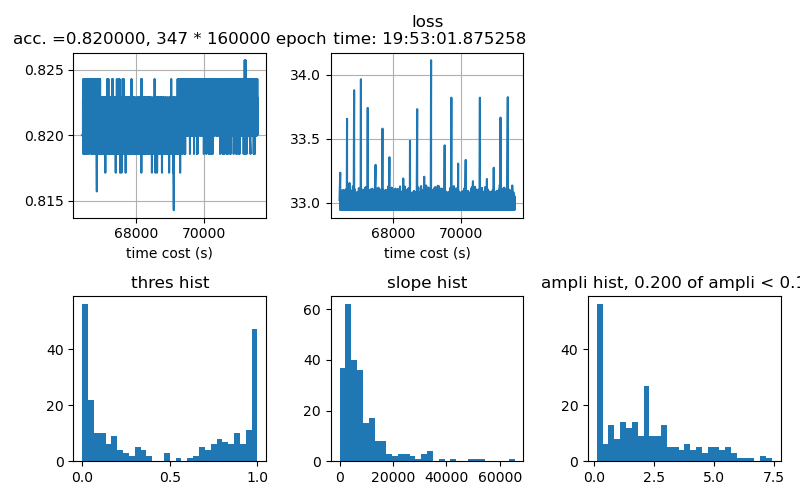 loss
acc. =0.820000, 347 * 160000 epoch time: 19:53:01.875258
0.825
0.820
0.815
68000 70000
time cost (s)
34.0
33.5
33.0
68000 70000
time cost (s)
thres hist
40
20
0
0.0 0.5 1.0
slope hist
60
40
20
0
0 20000 40000 60000
ampli hist, 0.200 of ampli < 0.1
40
20
0
0.0 2.5 5.0 7.5